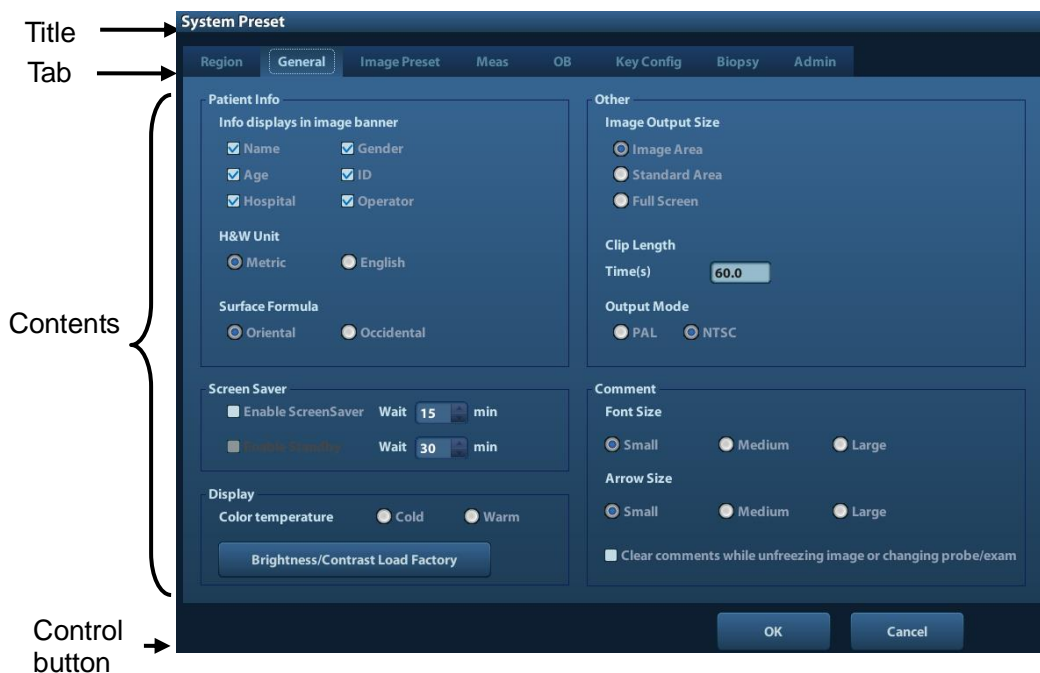 Title
System Preset
Tab
Region General Image Preset Meas OB Key Config Biopsy Admin
Contents
Patient Info
Info displays in image banner
Name Gender
Age ID
Hospital Operator
H&W Unit
Metric English
Surface Formula
Oriental Occidental
Screen Saver
Enable ScreenSaver Wait 15 min
Enable Standby Wait 30 min
Display
Color temperature Cold Warm
Brightness/Contrast Load Factory
Other
Image Output Size
Image Area
Standard Area
Full Screen
Clip Length
Time(s) 60.0
Output Mode
PAL NTSC
Comment
Font Size
Small Medium Large
Arrow Size
Small Medium Large
Clear comments while unfreezing image or changing probe/exam
Control
button
OK Cancel